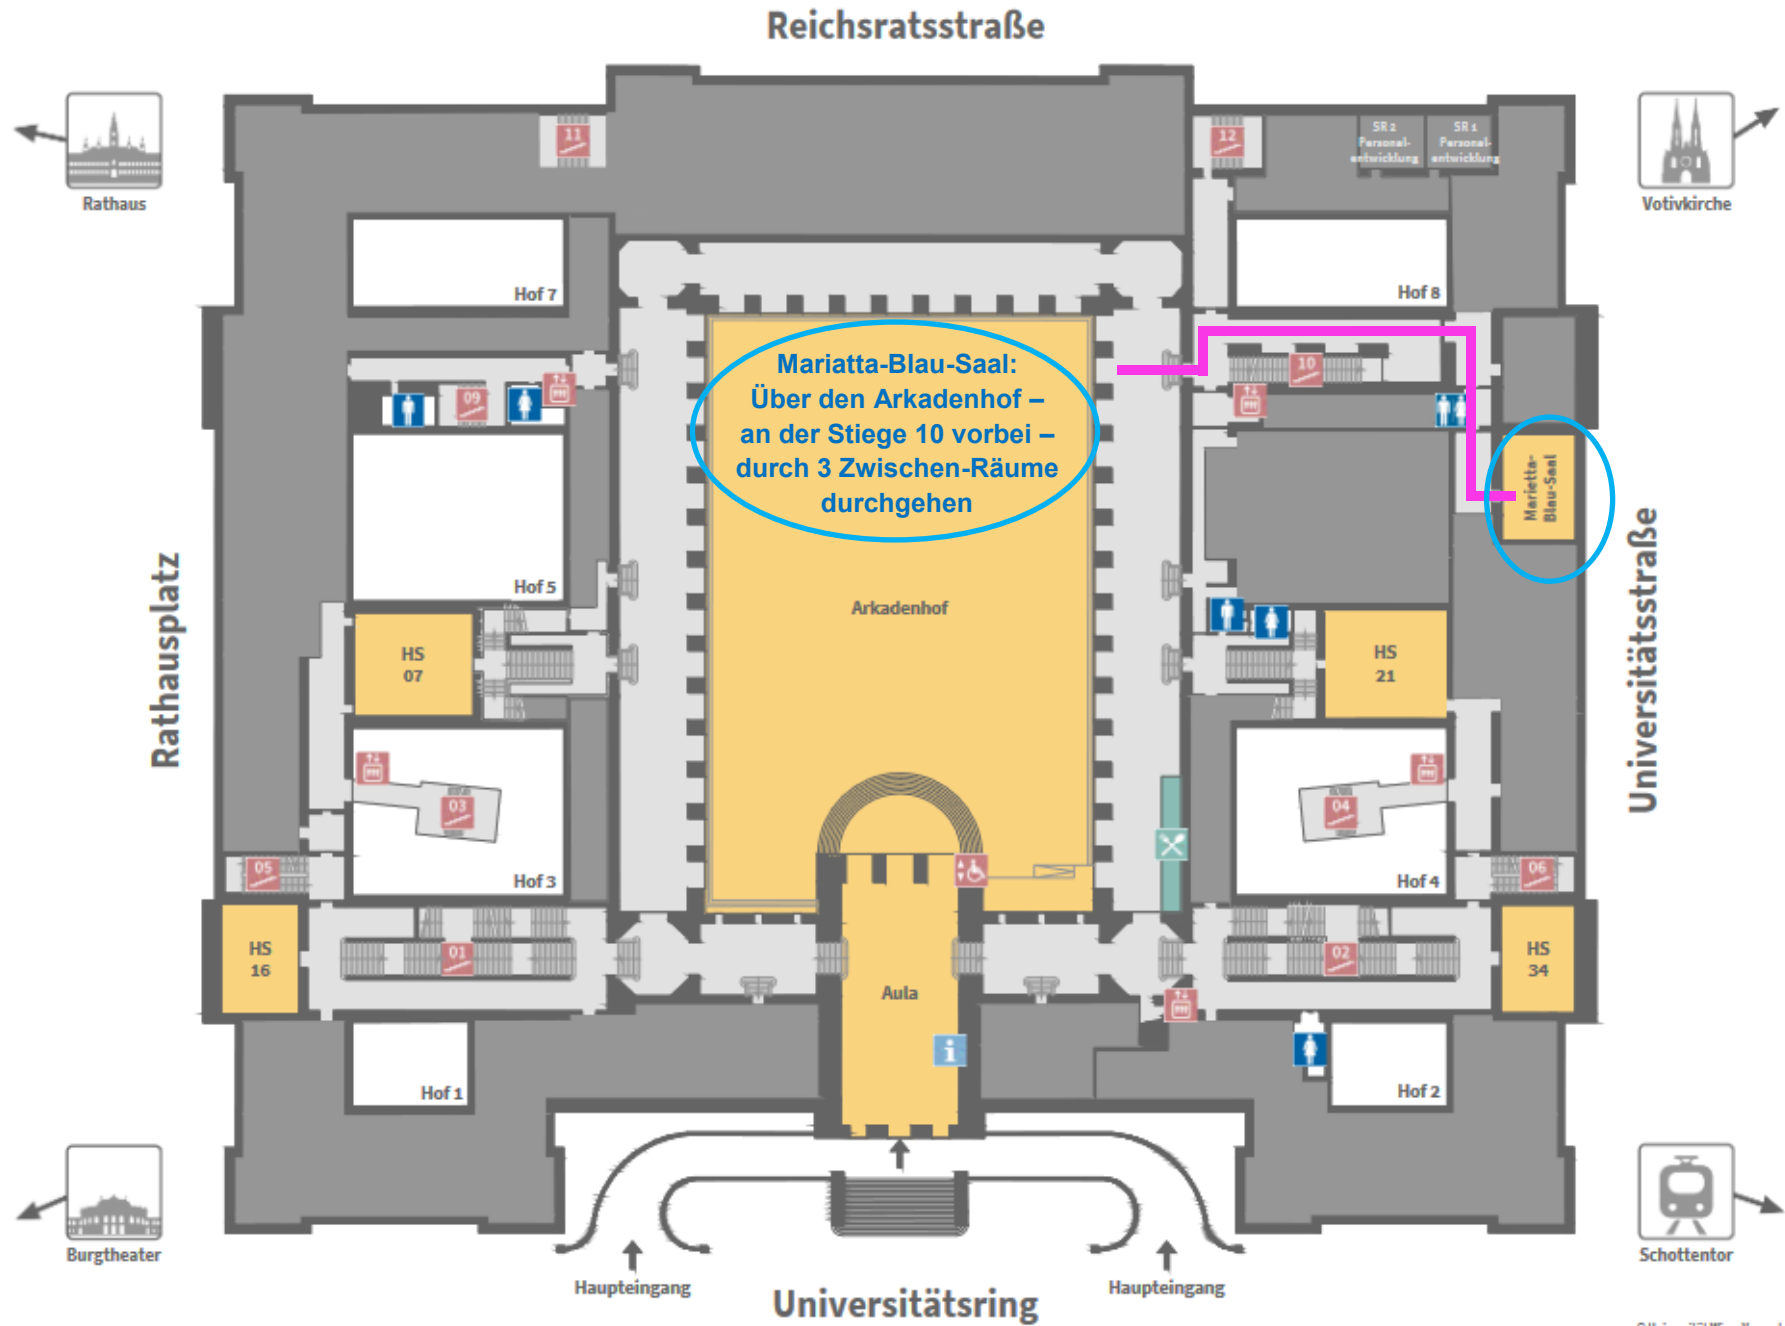 Reichsratsstraße
11
12
SR 2
Personal-
entwicklung
SR 1
Personal-
entwicklung
Rathaus
Votivkirche
Hof 7
Hof 8
Mariatta-Blau-Saal:
Über den Arkadenhof –
an der Stiege 10 vorbei –
durch 3 Zwischen-Räume
durchgehen
10
09
Marietta-
Blau-Saal
Rathausplatz
Universitätsstraße
Hof 5
Arkadenhof
HS
07
HS
21
03
04
05
Hof 3
Hof 4
06
HS
16
01
02
HS
34
Aula
i
Hof 1
Hof 2
Burgtheater
Schottentor
Haupteingang
Haupteingang
Universitätsring